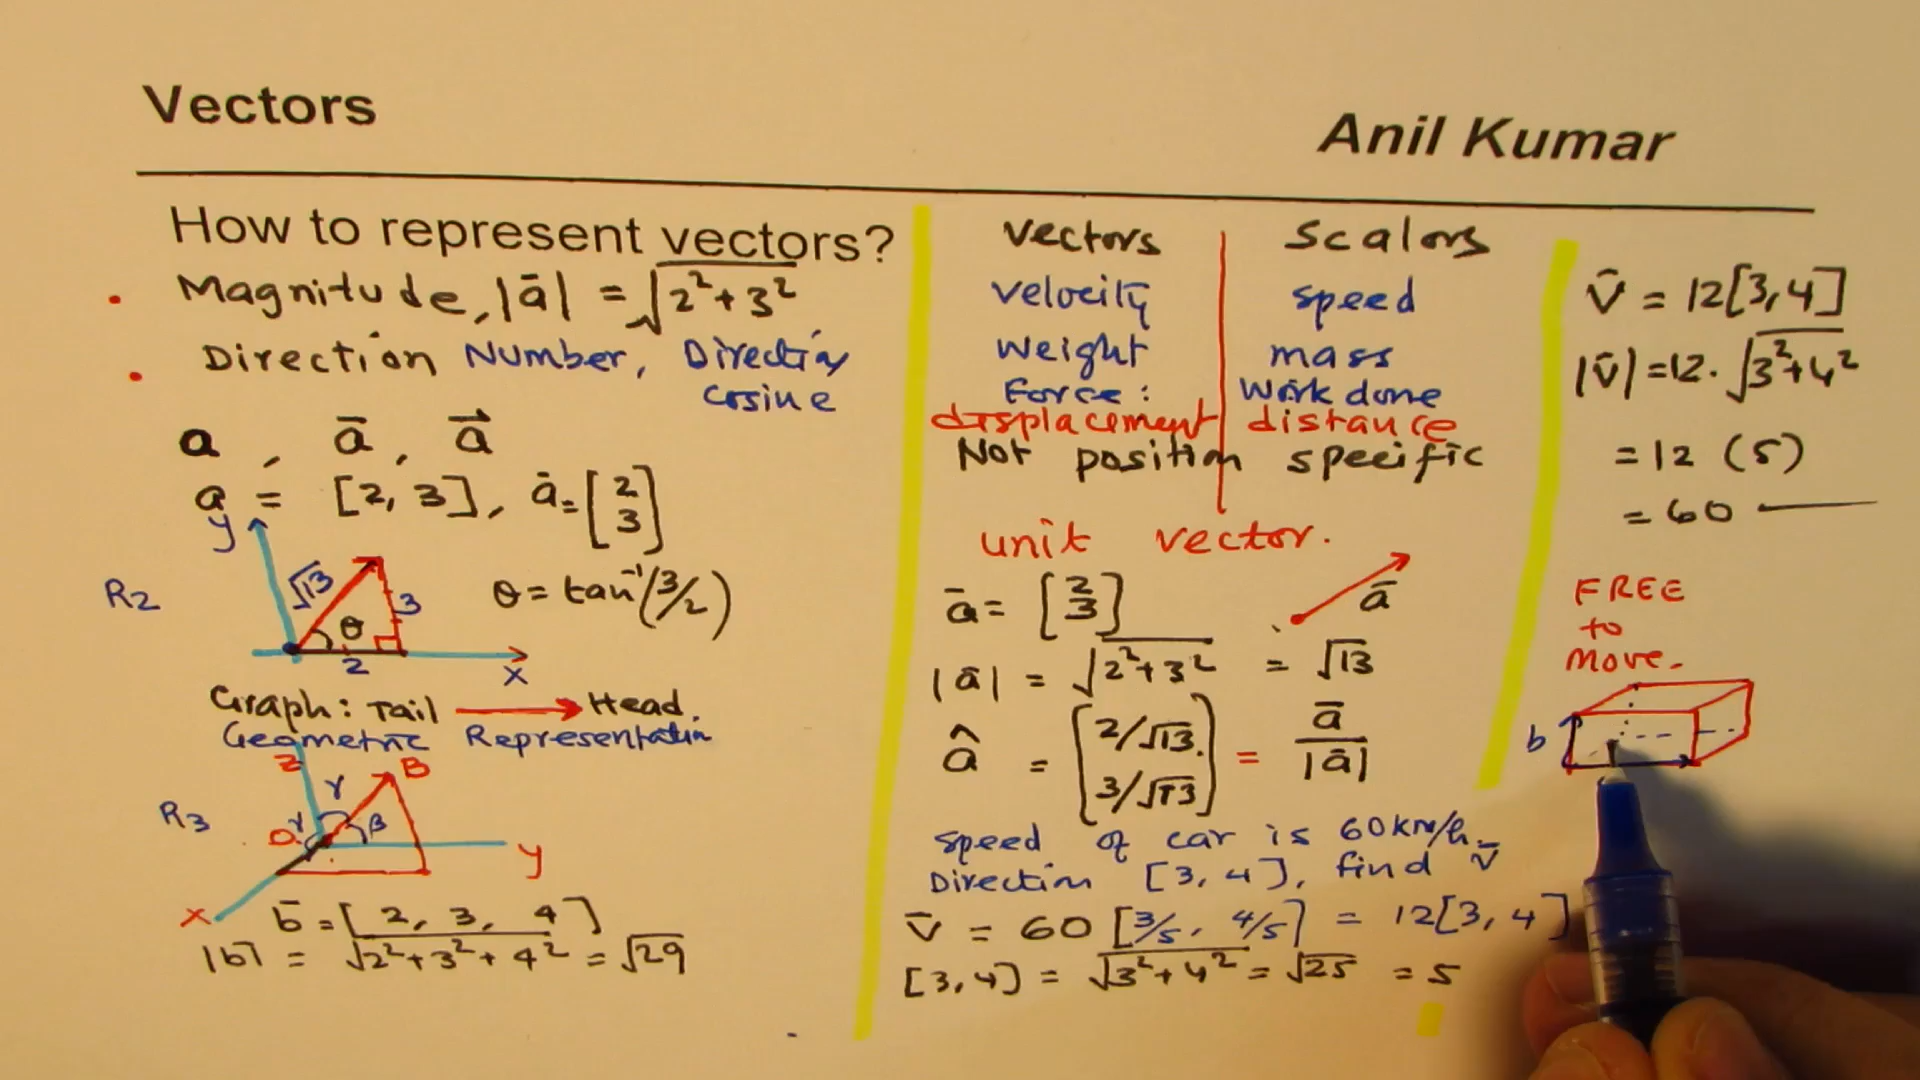 Vectors
Anil Kumar
How to represent vectors?
• Magnitude, |ā| = √2²+3²
• Direction Number, Direction
Cosine
a , ā , a⃗
a = [2, 3], ā = [2 3]
y
R2
√13
θ
3
2
x
θ = tan⁻¹(3/2)
Graph: Tail → Head.
Geometric Representation
R3
z
B
γ
O
γ
β
y
x
b̄ = [2, 3, 4]
|b| = √2²+3²+4² = √29
Vectors
Scalars
velocity
speed
Weight
mass
Force:
Work done
displacement
distance
Not position specific
unit vector.
ā = [2 3]
ā
|ā| = √2²+3² = √13
â = [2/√13 3/√13] = ā/|ā|
speed of car is 60km/h.
Direction [3, 4], find v̄
v̄ = 60 [3/5, 4/5] = 12[3, 4]
[3, 4] = √3²+4² = √25 = 5
v̄ = 12[3, 4]
|v̄| = 12 · √3²+4²
= 12 (5)
= 60
FREE
to
Move.
b